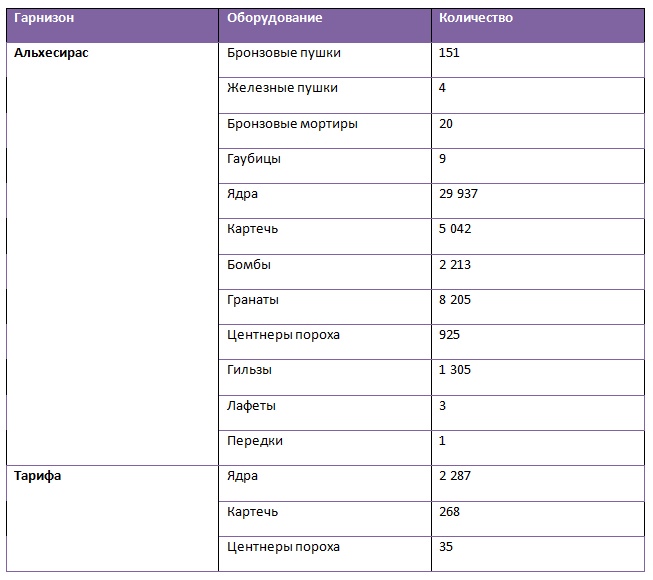 Гарнизон Оборудование Количество
Альхесирас Бронзовые пушки 151
Железные пушки 4
Бронзовые мортиры 20
Гаубицы 9
Ядра 29 937
Картечь 5 042
Бомбы 2 213
Гранаты 8 205
Центнеры пороха 925
Гильзы 1 305
Лафеты 3
Передки 1
Тарифа Ядра 2 287
Картечь 268
Центнеры пороха 35